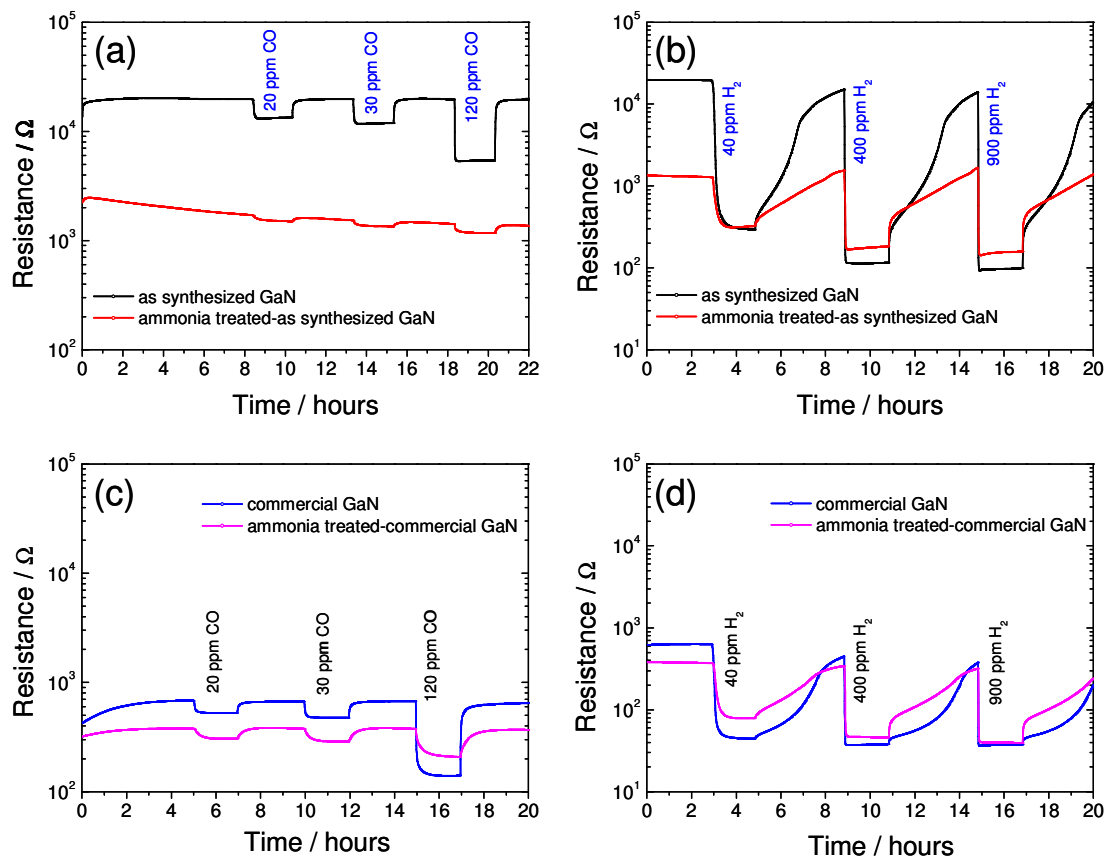 (a)
20 ppm CO
30 ppm CO
120 ppm CO
10^5
10^4
10^3
10^2
Resistance / Ω
as synthesized GaN
ammonia treated-as synthesized GaN
0 2 4 6 8 10 12 14 16 18 20 22
Time / hours
(b)
40 ppm H2
400 ppm H2
900 ppm H2
10^5
10^4
10^3
10^2
10^1
Resistance / Ω
as synthesized GaN
ammonia treated-as synthesized GaN
0 2 4 6 8 10 12 14 16 18 20
Time / hours
(c)
commercial GaN
ammonia treated-commercial GaN
20 ppm CO
30 ppm CO
120 ppm CO
10^5
10^4
10^3
10^2
Resistance / Ω
0 2 4 6 8 10 12 14 16 18 20
Time / hours
(d)
commercial GaN
ammonia treated-commercial GaN
40 ppm H2
400 ppm H2
900 ppm H2
10^5
10^4
10^3
10^2
10^1
Resistance / Ω
0 2 4 6 8 10 12 14 16 18 20
Time / hours